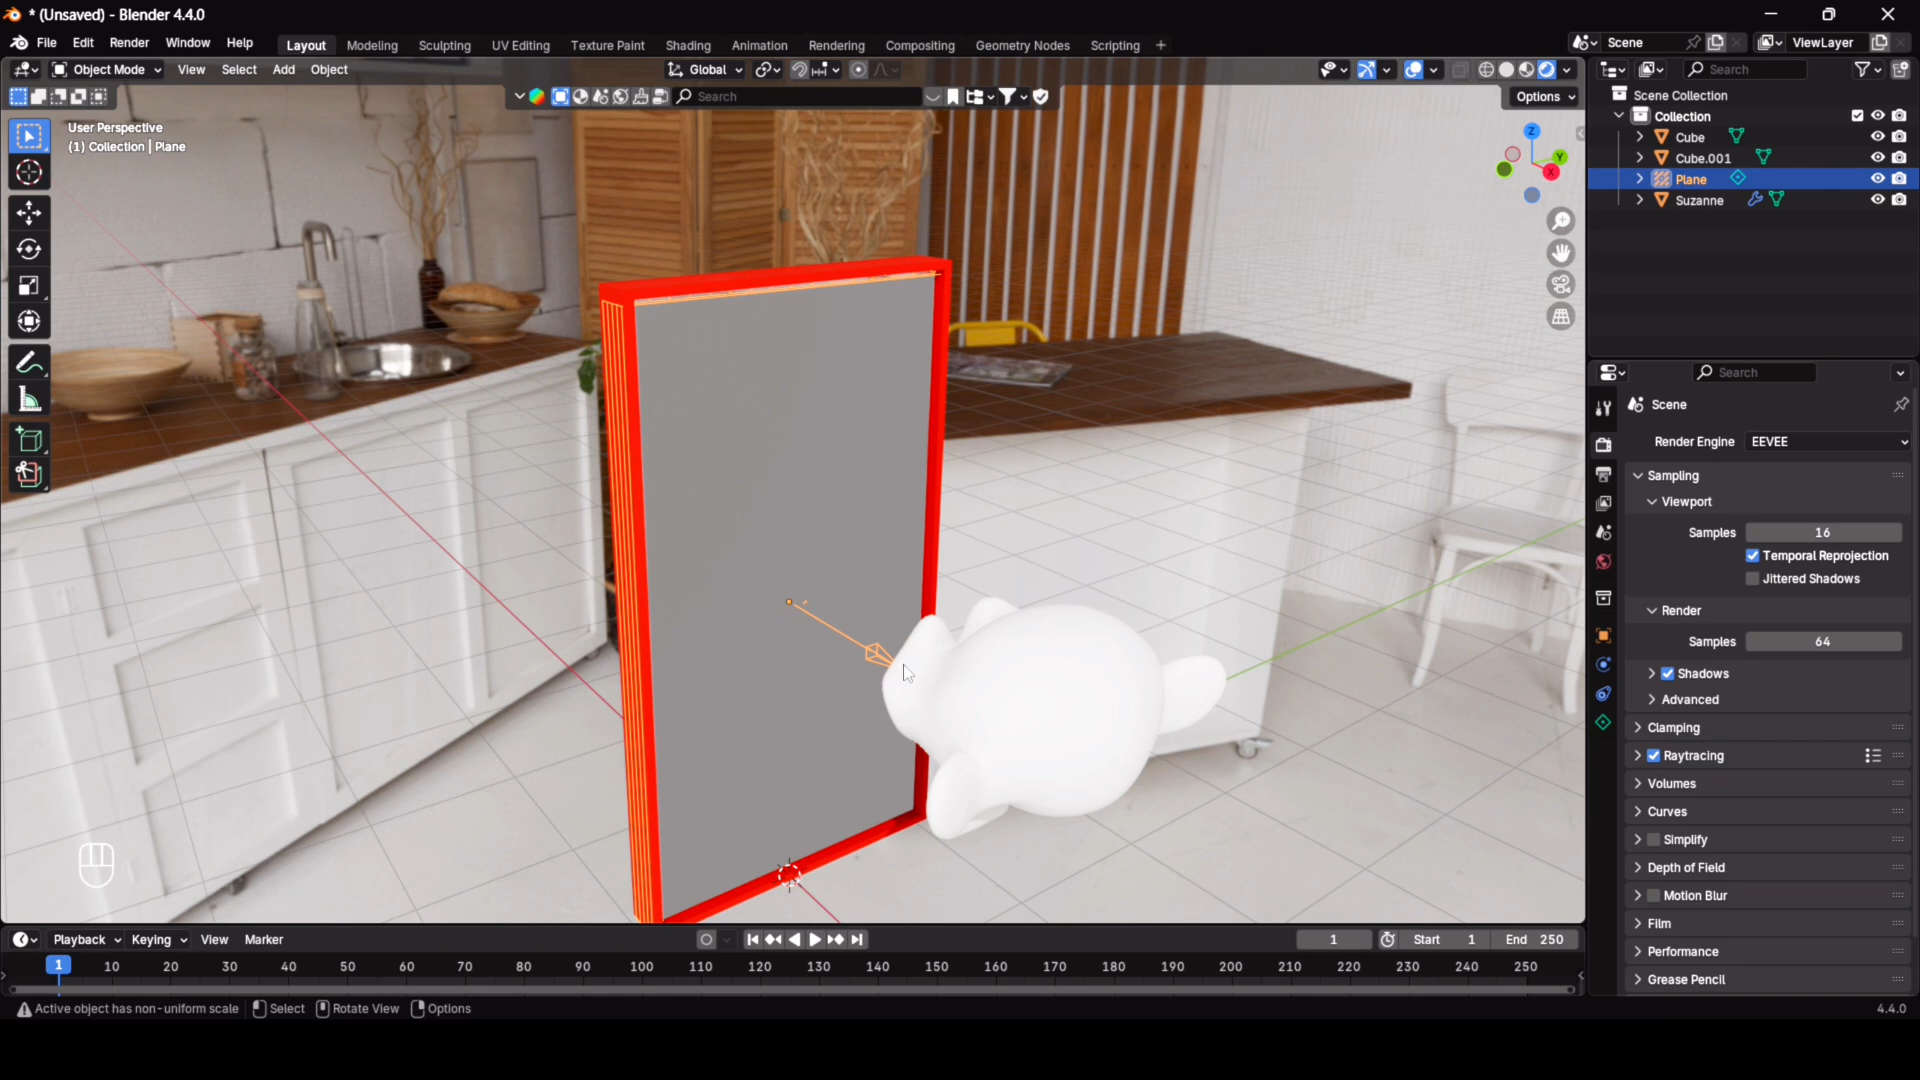 * (Unsaved) - Blender 4.4.0
File Edit Render Window Help Layout Modeling Sculpting UV Editing Texture Paint Shading Animation Rendering Compositing Geometry Nodes Scripting + Scene ViewLayer
Object Mode View Select Add Object Global Search
Search Options
User Perspective
(1) Collection | Plane
Z
Y
X
Scene Collection
Collection
Cube
Cube.001
Plane
Suzanne
Search
Scene
Render Engine EEVEE
Sampling
Viewport
Samples 16
Temporal Reprojection
Jittered Shadows
Render
Samples 64
Shadows
Advanced
Clamping
Raytracing
Volumes
Curves
Simplify
Depth of Field
Motion Blur
Film
Performance
Grease Pencil
Playback Keying View Marker 1 Start 1 End 250
1 10 20 30 40 50 60 70 80 90 100 110 120 130 140 150 160 170 180 190 200 210 220 230 240 250
Active object has non-uniform scale Select Rotate View Options 4.4.0